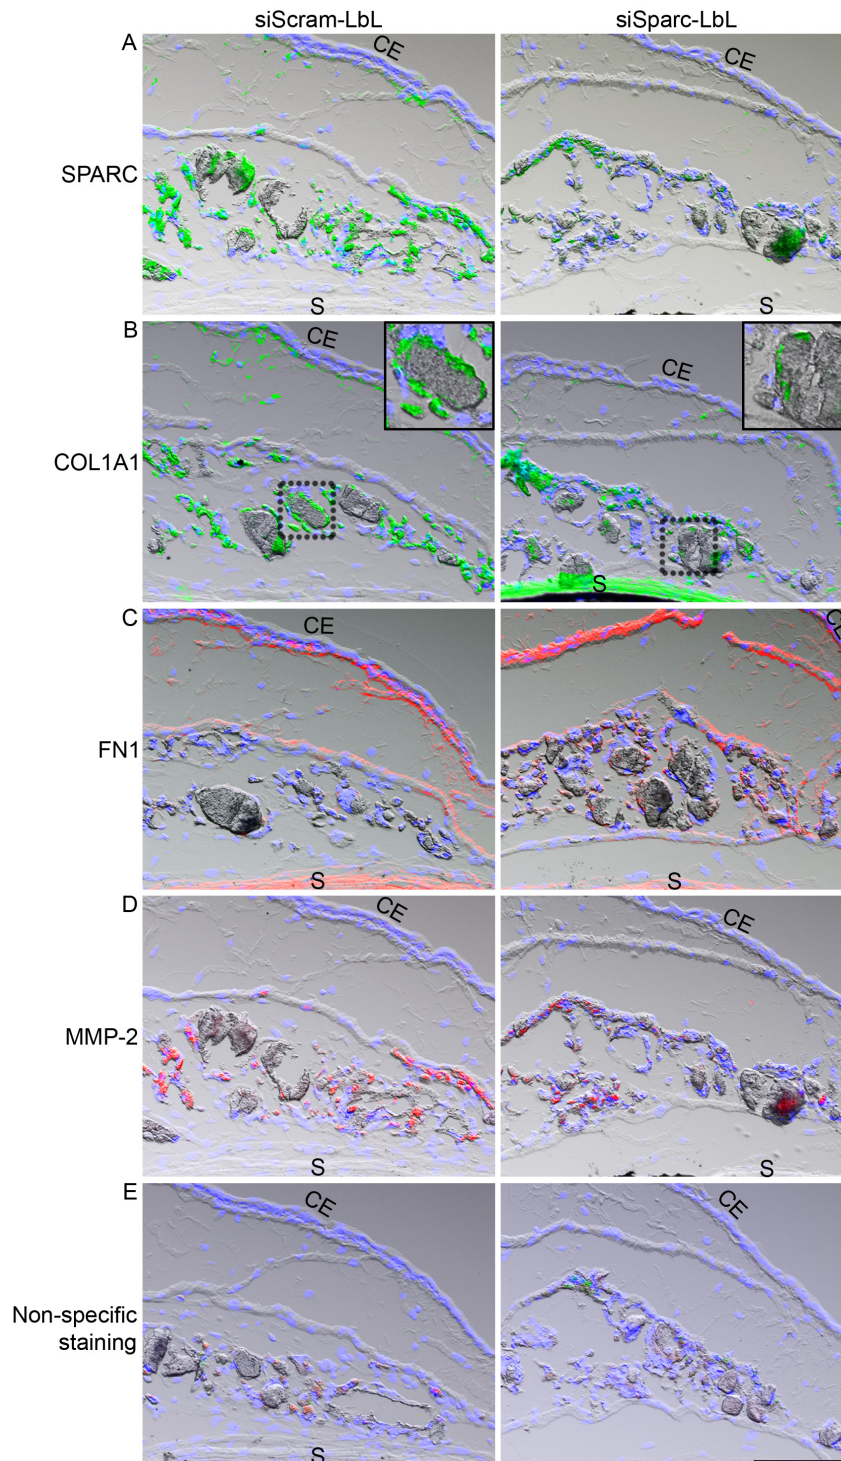 siScram-LbL siSparc-LbL
A CE CE
SPARC
S S
B CE CE
COL1A1
S
C CE CE
FN1
S S
D CE CE
MMP-2
S S
E CE CE
Non-specific
staining
S